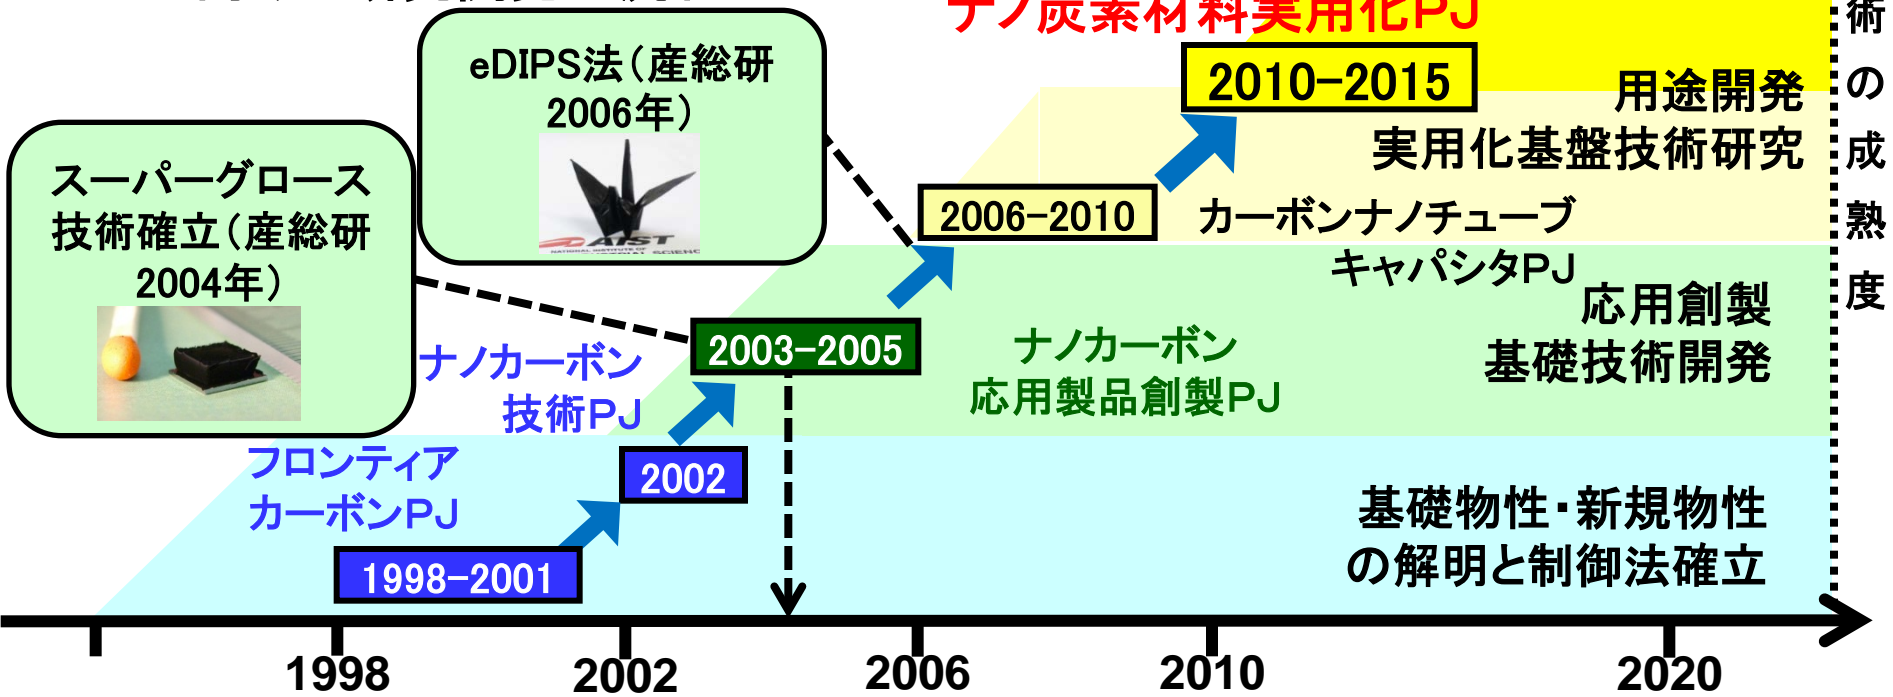 ナノ炭素材料実用化PJ
2010-2015
用途開発
実用化基盤技術研究
術の成熟度
eDIPS法(産総研
2006年)
AIST
スーパーグロース
技術確立(産総研
2004年)
2006-2010
カーボンナノチューブ
キャパシタPJ
応用創製
基礎技術開発
2003-2005
ナノカーボン
応用製品創製PJ
ナノカーボン
技術PJ
2002
フロンティア
カーボンPJ
1998-2001
基礎物性・新規物性
の解明と制御法確立
1998
2002
2006
2010
2020